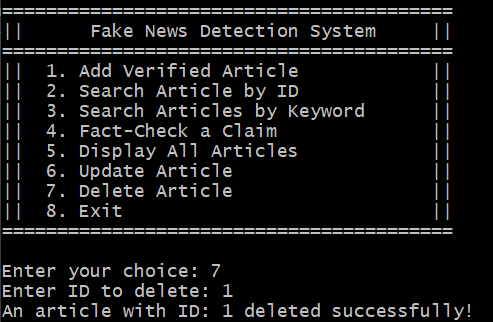 =========================================
||      Fake News Detection System     ||
=========================================
||  1. Add Verified Article            ||
||  2. Search Article by ID            ||
||  3. Search Articles by Keyword      ||
||  4. Fact-Check a Claim              ||
||  5. Display All Articles            ||
||  6. Update Article                  ||
||  7. Delete Article                  ||
||  8. Exit                            ||
=========================================
Enter your choice: 7
Enter ID to delete: 1
An article with ID: 1 deleted successfully!